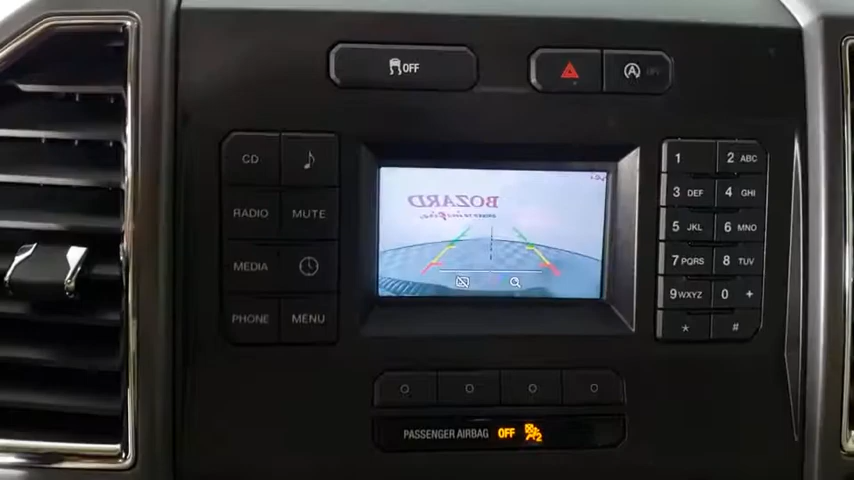 OFF
OFF
CD
RADIO
MUTE
MEDIA
PHONE
MENU
BOZARD
1
2 ABC
3 DEF
4 GHI
5 JKL
6 MNO
7 PQRS
8 TUV
9 WXYZ
0 +
*
#
PASSENGER AIRBAG OFF